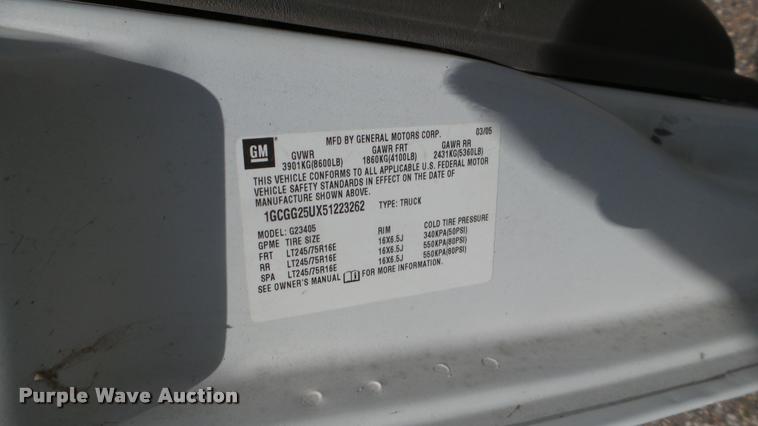 GM
MFD BY GENERAL MOTORS CORP. 03/05
GVWR GAWR FRT GAWR RR
3901KG(8600LB) 1860KG(4100LB) 2431KG(5360LB)
THIS VEHICLE CONFORMS TO ALL APPLICABLE U.S. FEDERAL MOTOR
VEHICLE SAFETY STANDARDS IN EFFECT ON THE DATE OF
MANUFACTURE SHOWN ABOVE.
1GCGG25UX51223262 TYPE: TRUCK
MODEL: G23405
GPME TIRE SIZE RIM COLD TIRE PRESSURE
FRT LT245/75R16E 16X6.5J 340KPA(50PSI)
RR LT245/75R16E 16X6.5J 550KPA(80PSI)
SPA LT245/75R16E 16X6.5J 550KPA(80PSI)
SEE OWNER'S MANUAL FOR MORE INFORMATION.
Purple Wave Auction